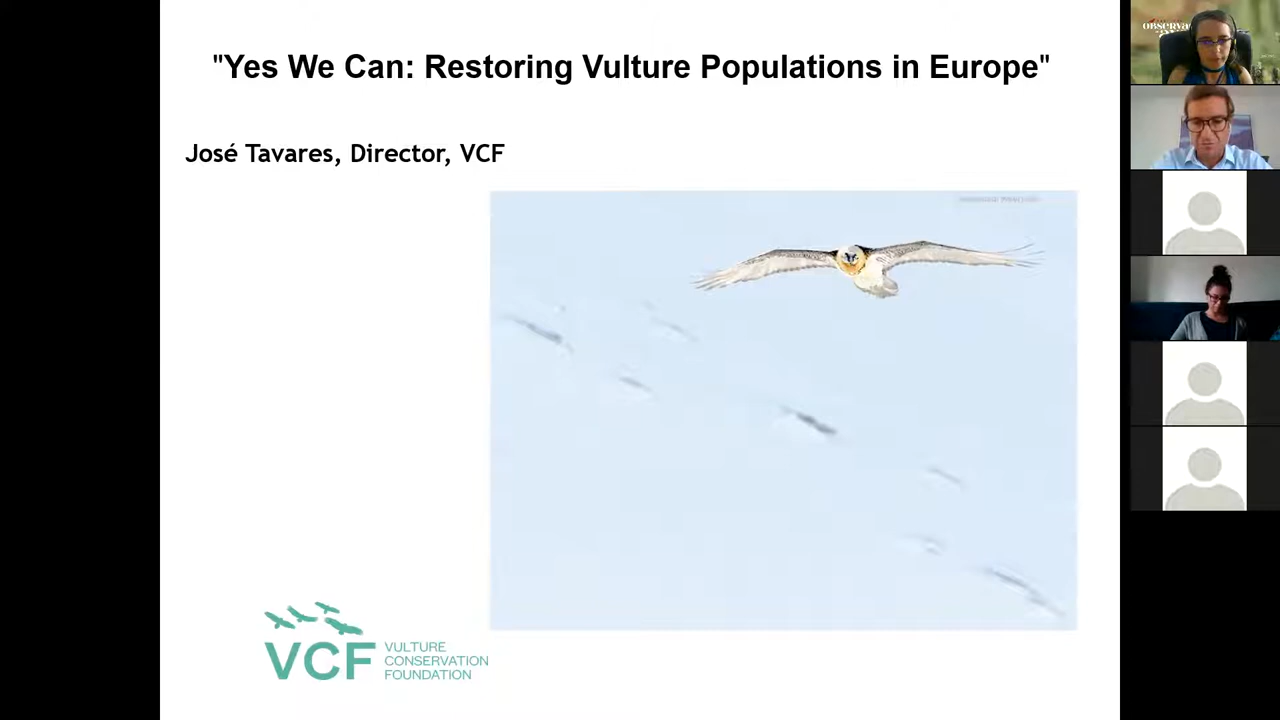 "Yes We Can: Restoring Vulture Populations in Europe"
José Tavares, Director, VCF
VCF
VULTURE
CONSERVATION
FOUNDATION